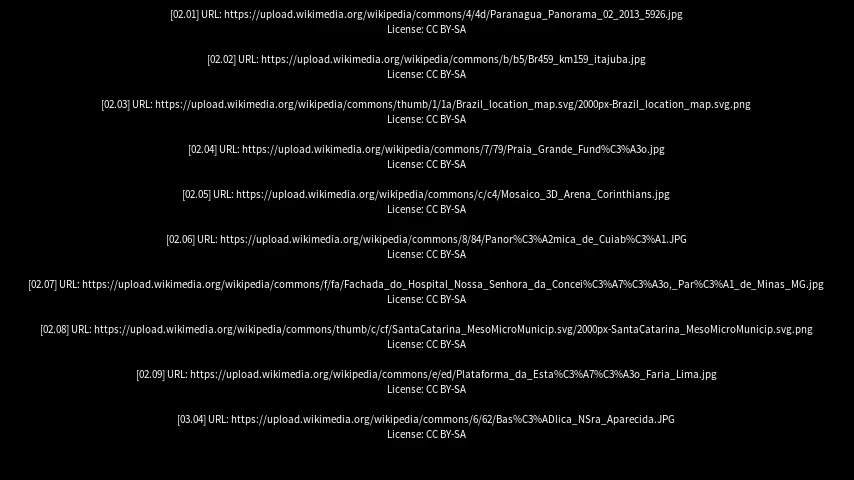 [02.01] URL: https://upload.wikimedia.org/wikipedia/commons/4/4d/Paranagua_Panorama_02_2013_5926.jpg
License: CC BY-SA
[02.02] URL: https://upload.wikimedia.org/wikipedia/commons/b/b5/Br459_km159_itajuba.jpg
License: CC BY-SA
[02.03] URL: https://upload.wikimedia.org/wikipedia/commons/thumb/1/1a/Brazil_location_map.svg/2000px-Brazil_location_map.svg.png
License: CC BY-SA
[02.04] URL: https://upload.wikimedia.org/wikipedia/commons/7/79/Praia_Grande_Fund%C3%A3o.jpg
License: CC BY-SA
[02.05] URL: https://upload.wikimedia.org/wikipedia/commons/c/c4/Mosaico_3D_Arena_Corinthians.jpg
License: CC BY-SA
[02.06] URL: https://upload.wikimedia.org/wikipedia/commons/8/84/Panor%C3%A2mica_de_Cuiab%C3%A1.JPG
License: CC BY-SA
[02.07] URL: https://upload.wikimedia.org/wikipedia/commons/f/fa/Fachada_do_Hospital_Nossa_Senhora_da_Concei%C3%A7%C3%A3o,_Par%C3%A1_de_Minas_MG.jpg
License: CC BY-SA
[02.08] URL: https://upload.wikimedia.org/wikipedia/commons/thumb/c/cf/SantaCatarina_MesoMicroMunicip.svg/2000px-SantaCatarina_MesoMicroMunicip.svg.png
License: CC BY-SA
[02.09] URL: https://upload.wikimedia.org/wikipedia/commons/e/ed/Plataforma_da_Esta%C3%A7%C3%A3o_Faria_Lima.jpg
License: CC BY-SA
[03.04] URL: https://upload.wikimedia.org/wikipedia/commons/6/62/Bas%C3%ADlica_NSra_Aparecida.JPG
License: CC BY-SA